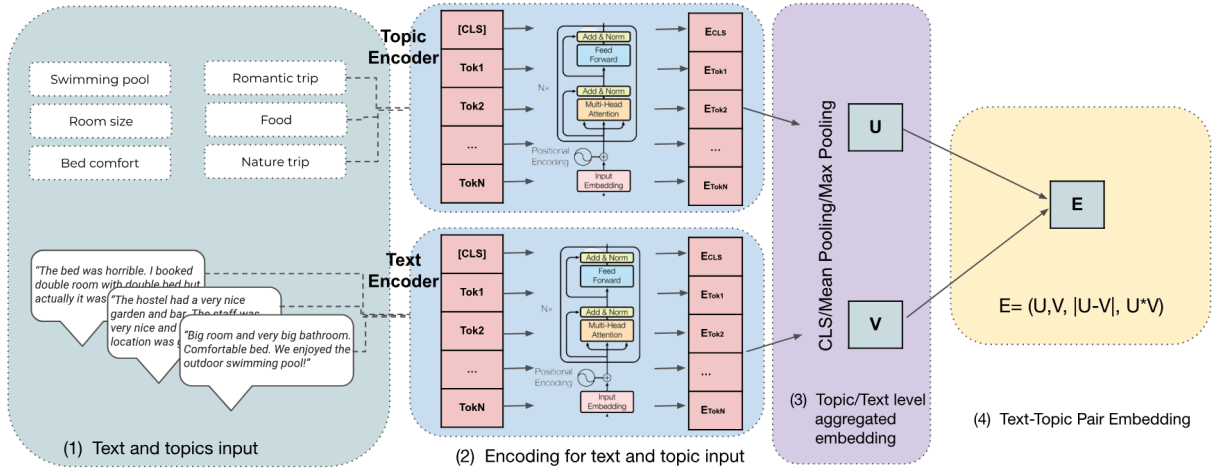 Swimming pool
Romantic trip
Room size
Food
Bed comfort
Nature trip
“The bed was horrible. I booked
double room with double bed but
actually it was
“The hostel had a very nice
garden and bar. The staff was
very nice and
location was
“Big room and very big bathroom.
Comfortable bed. We enjoyed the
outdoor swimming pool!”
(1) Text and topics input
Topic
Encoder
[CLS]
Tok1
Tok2
...
TokN
Add & Norm
Feed
Forward
Nx
Add & Norm
Multi-Head
Attention
Positional
Encoding
Input
Embedding
ECLS
ETok1
ETok2
...
ETokN
Text
Encoder
[CLS]
Tok1
Tok2
...
TokN
Add & Norm
Feed
Forward
Nx
Add & Norm
Multi-Head
Attention
Positional
Encoding
Input
Embedding
ECLS
ETok1
ETok2
...
ETokN
(2) Encoding for text and topic input
CLS/Mean Pooling/Max Pooling
U
V
(3) Topic/Text level
aggregated
embedding
E
E= (U,V, |U-V|, U*V)
(4) Text-Topic Pair Embedding